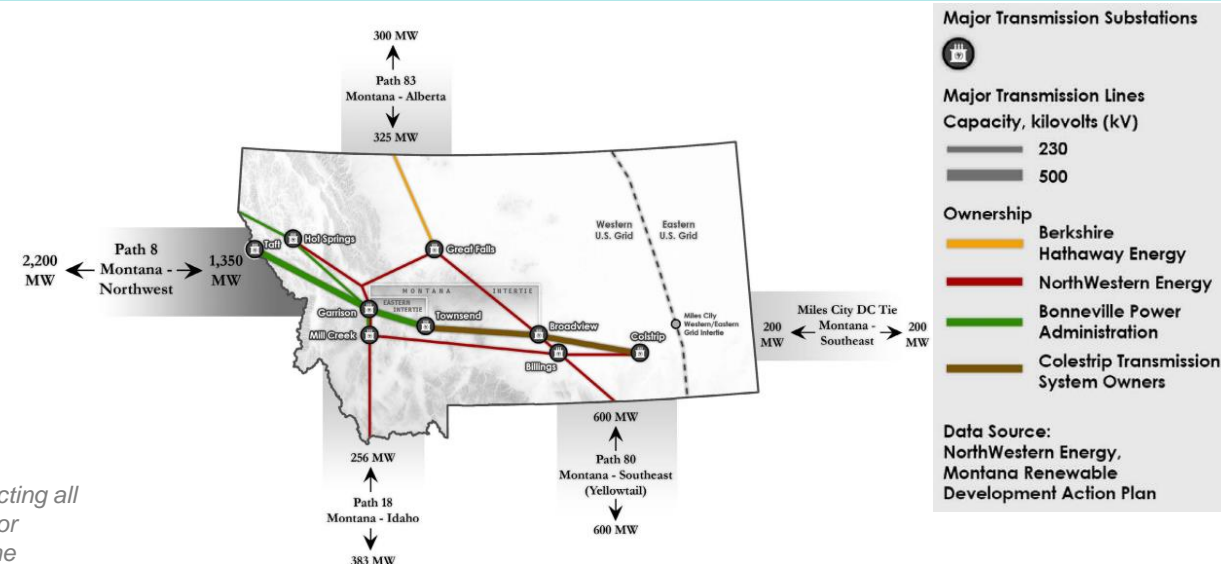 300 MW
Path 83
Montana - Alberta
325 MW
2,200
MW
Path 8
Montana -
Northwest
1,350
MW
Taft
Hot Springs
Great Falls
Western
U.S. Grid
Eastern
U.S. Grid
MONTANA INTERTIE
EASTERN
INTERTIE
Garrison
Townsend
Mill Creek
Broadview
Colstrip
Billings
Miles City
Western/Eastern
Grid Intertie
200
MW
Miles City DC Tie
Montana -
Southeast
200
MW
256 MW
Path 18
Montana - Idaho
383 MW
600 MW
Path 80
Montana - Southeast
(Yellowtail)
600 MW
cting all
or
ne
Major Transmission Substations
Major Transmission Lines
Capacity, kilovolts (kV)
230
500
Ownership
Berkshire
Hathaway Energy
NorthWestern Energy
Bonneville Power
Administration
Colestrip Transmission
System Owners
Data Source:
NorthWestern Energy,
Montana Renewable
Development Action Plan